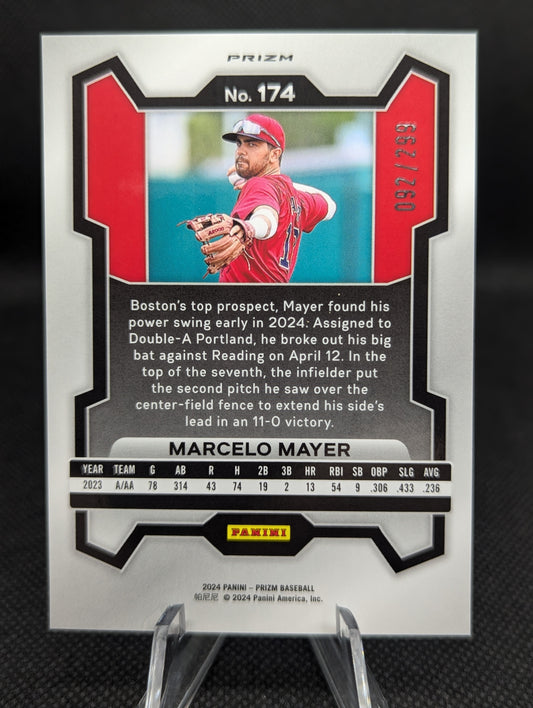 PRIZM
No. 174
092/299
Boston's top prospect, Mayer found his
power swing early in 2024. Assigned to
Double-A Portland, he broke out his big
bat against Reading on April 12. In the
top of the seventh, the infielder put
the second pitch he saw over the
center-field fence to extend his side's
lead in an 11-0 victory.
MARCELO MAYER
YEAR TEAM G AB R H 2B 3B HR RBI SB OBP SLG AVG
2023 A/AA 78 314 43 74 19 2 13 54 9 .306 .433 .236
PANINI
2024 PANINI – PRIZM BASEBALL
帕尼尼 © 2024 Panini America, Inc.